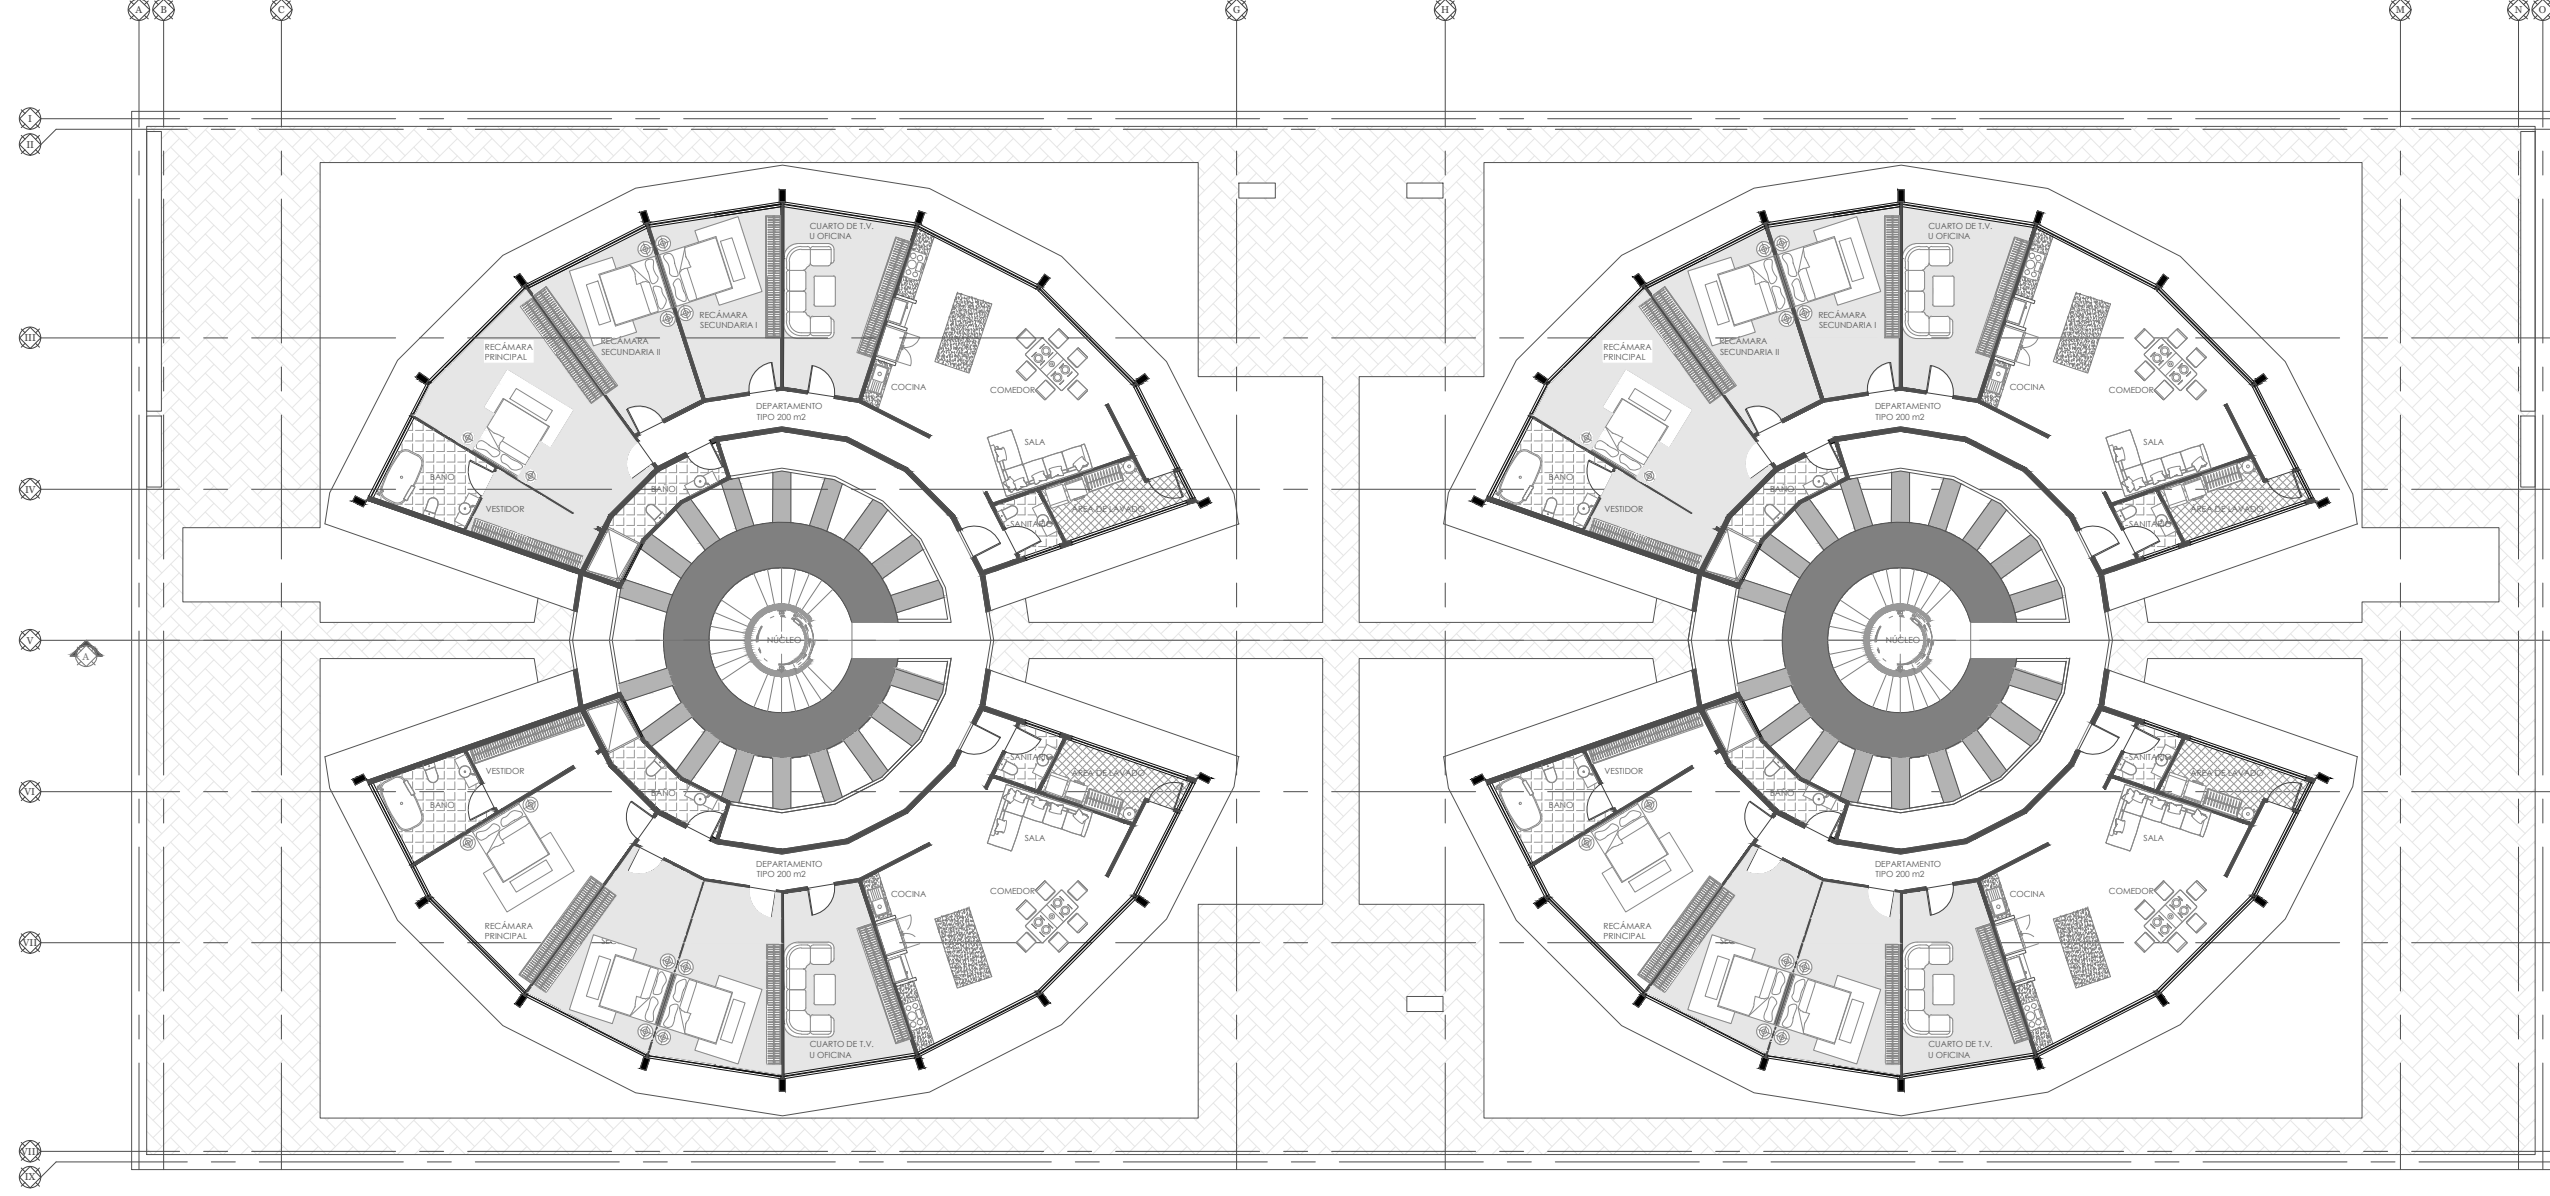 A B C G H M N O
I
II
III
IV
V
VI
VII
VIII
IX
A
CUARTO DE T.V.
U OFICINA
RECÁMARA
SECUNDARIA I
RECÁMARA
SECUNDARIA II
RECÁMARA
PRINCIPAL
COCINA
COMEDOR
DEPARTAMENTO
TIPO 200 m2
SALA
BAÑO
BAÑO
VESTIDOR
SANITARIO
ÁREA DE LAVADO
NÚCLEO
CUARTO DE T.V.
U OFICINA
RECÁMARA
SECUNDARIA I
RECÁMARA
SECUNDARIA II
RECÁMARA
PRINCIPAL
COCINA
COMEDOR
DEPARTAMENTO
TIPO 200 m2
SALA
BAÑO
BAÑO
VESTIDOR
SANITARIO
ÁREA DE LAVADO
NÚCLEO
SANITARIO
ÁREA DE LAVADO
VESTIDOR
BAÑO
BAÑO
SALA
DEPARTAMENTO
TIPO 200 m2
COCINA
COMEDOR
RECÁMARA
PRINCIPAL
CUARTO DE T.V.
U OFICINA
SANITARIO
ÁREA DE LAVADO
VESTIDOR
BAÑO
BAÑO
SALA
DEPARTAMENTO
TIPO 200 m2
COCINA
COMEDOR
RECÁMARA
PRINCIPAL
CUARTO DE T.V.
U OFICINA